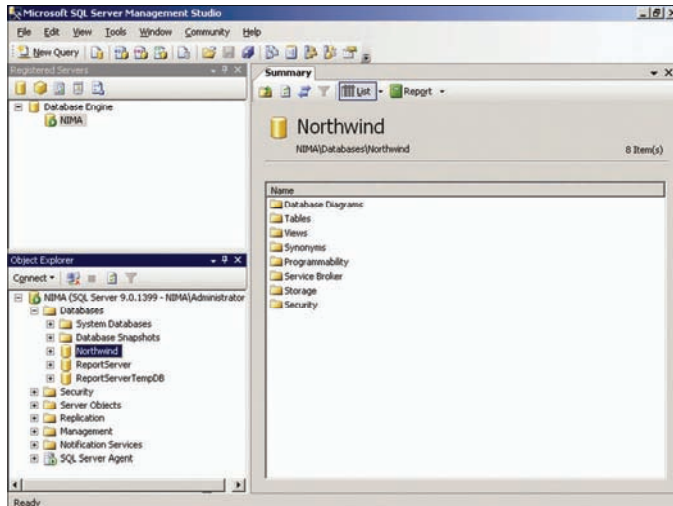 Microsoft SQL Server Management Studio
File Edit View Tools Window Community Help
New Query
Registered Servers
Database Engine
NIMA
Summary
List Report
Northwind
NIMA\Databases\Northwind 8 Item(s)
Name
Database Diagrams
Tables
Views
Synonyms
Programmability
Service Broker
Storage
Security
Object Explorer
Connect
NIMA (SQL Server 9.0.1399 - NIMA\Administrator
Databases
System Databases
Database Snapshots
Northwind
ReportServer
ReportServerTempDB
Security
Server Objects
Replication
Management
Notification Services
SQL Server Agent
Ready